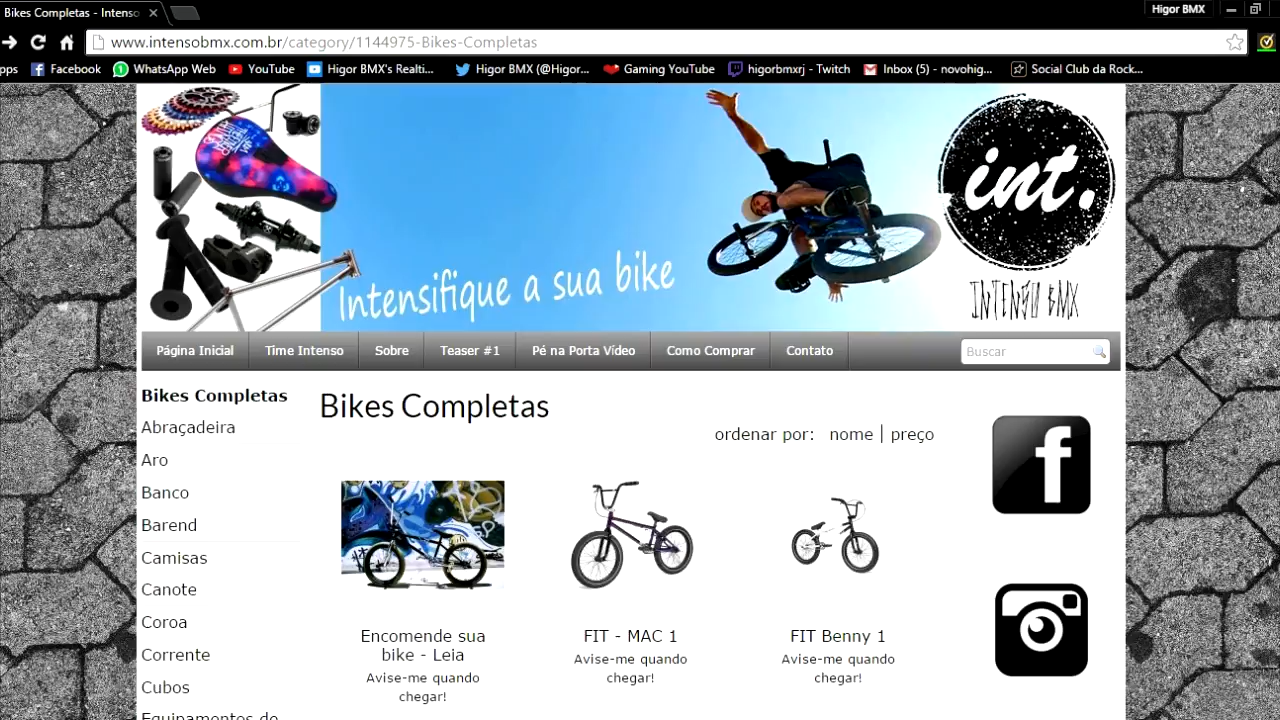 Bikes Completas - Intenso
Higor BMX
www.intensobmx.com.br/category/1144975-Bikes-Completas
pps Facebook WhatsApp Web YouTube Higor BMX's Realti... Higor BMX (@Higor... Gaming YouTube higorbmxrj - Twitch Inbox (5) - novohig... Social Club da Rock...
int.
Intensifique a sua bike
INTENSO BMX
Página Inicial Time Intenso Sobre Teaser #1 Pé na Porta Vídeo Como Comprar Contato Buscar
Bikes Completas
Abraçadeira
Aro
Banco
Barend
Camisas
Canote
Coroa
Corrente
Cubos
Equipamentos de
Bikes Completas
ordenar por: nome | preço
Encomende sua
bike - Leia
Avise-me quando
chegar!
FIT - MAC 1
Avise-me quando
chegar!
FIT Benny 1
Avise-me quando
chegar!